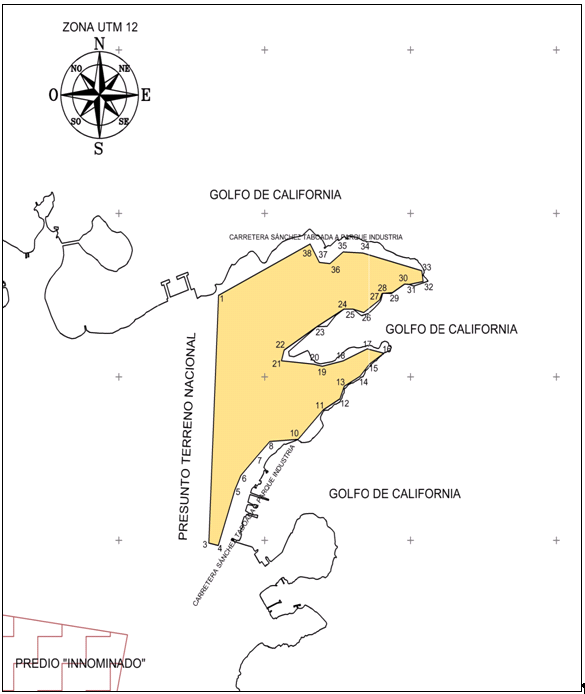 ZONA UTM 12
N
NO
NE
O
E
SO
SE
S
GOLFO DE CALIFORNIA
CARRETERA SÁNCHEZ TABOADA A PARQUE INDUSTRIA
38
37
35
34
36
33
30
32
31
28
29
27
1
24
25
26
23
GOLFO DE CALIFORNIA
22
21
20
19
18
17
16
15
14
13
12
11
10
8
7
6
5
PRESUNTO TERRENO NACIONAL
CARRETERA SÁNCHEZ TABOADA A PARQUE INDUSTRIA
GOLFO DE CALIFORNIA
3
4
PREDIO "INNOMINADO"